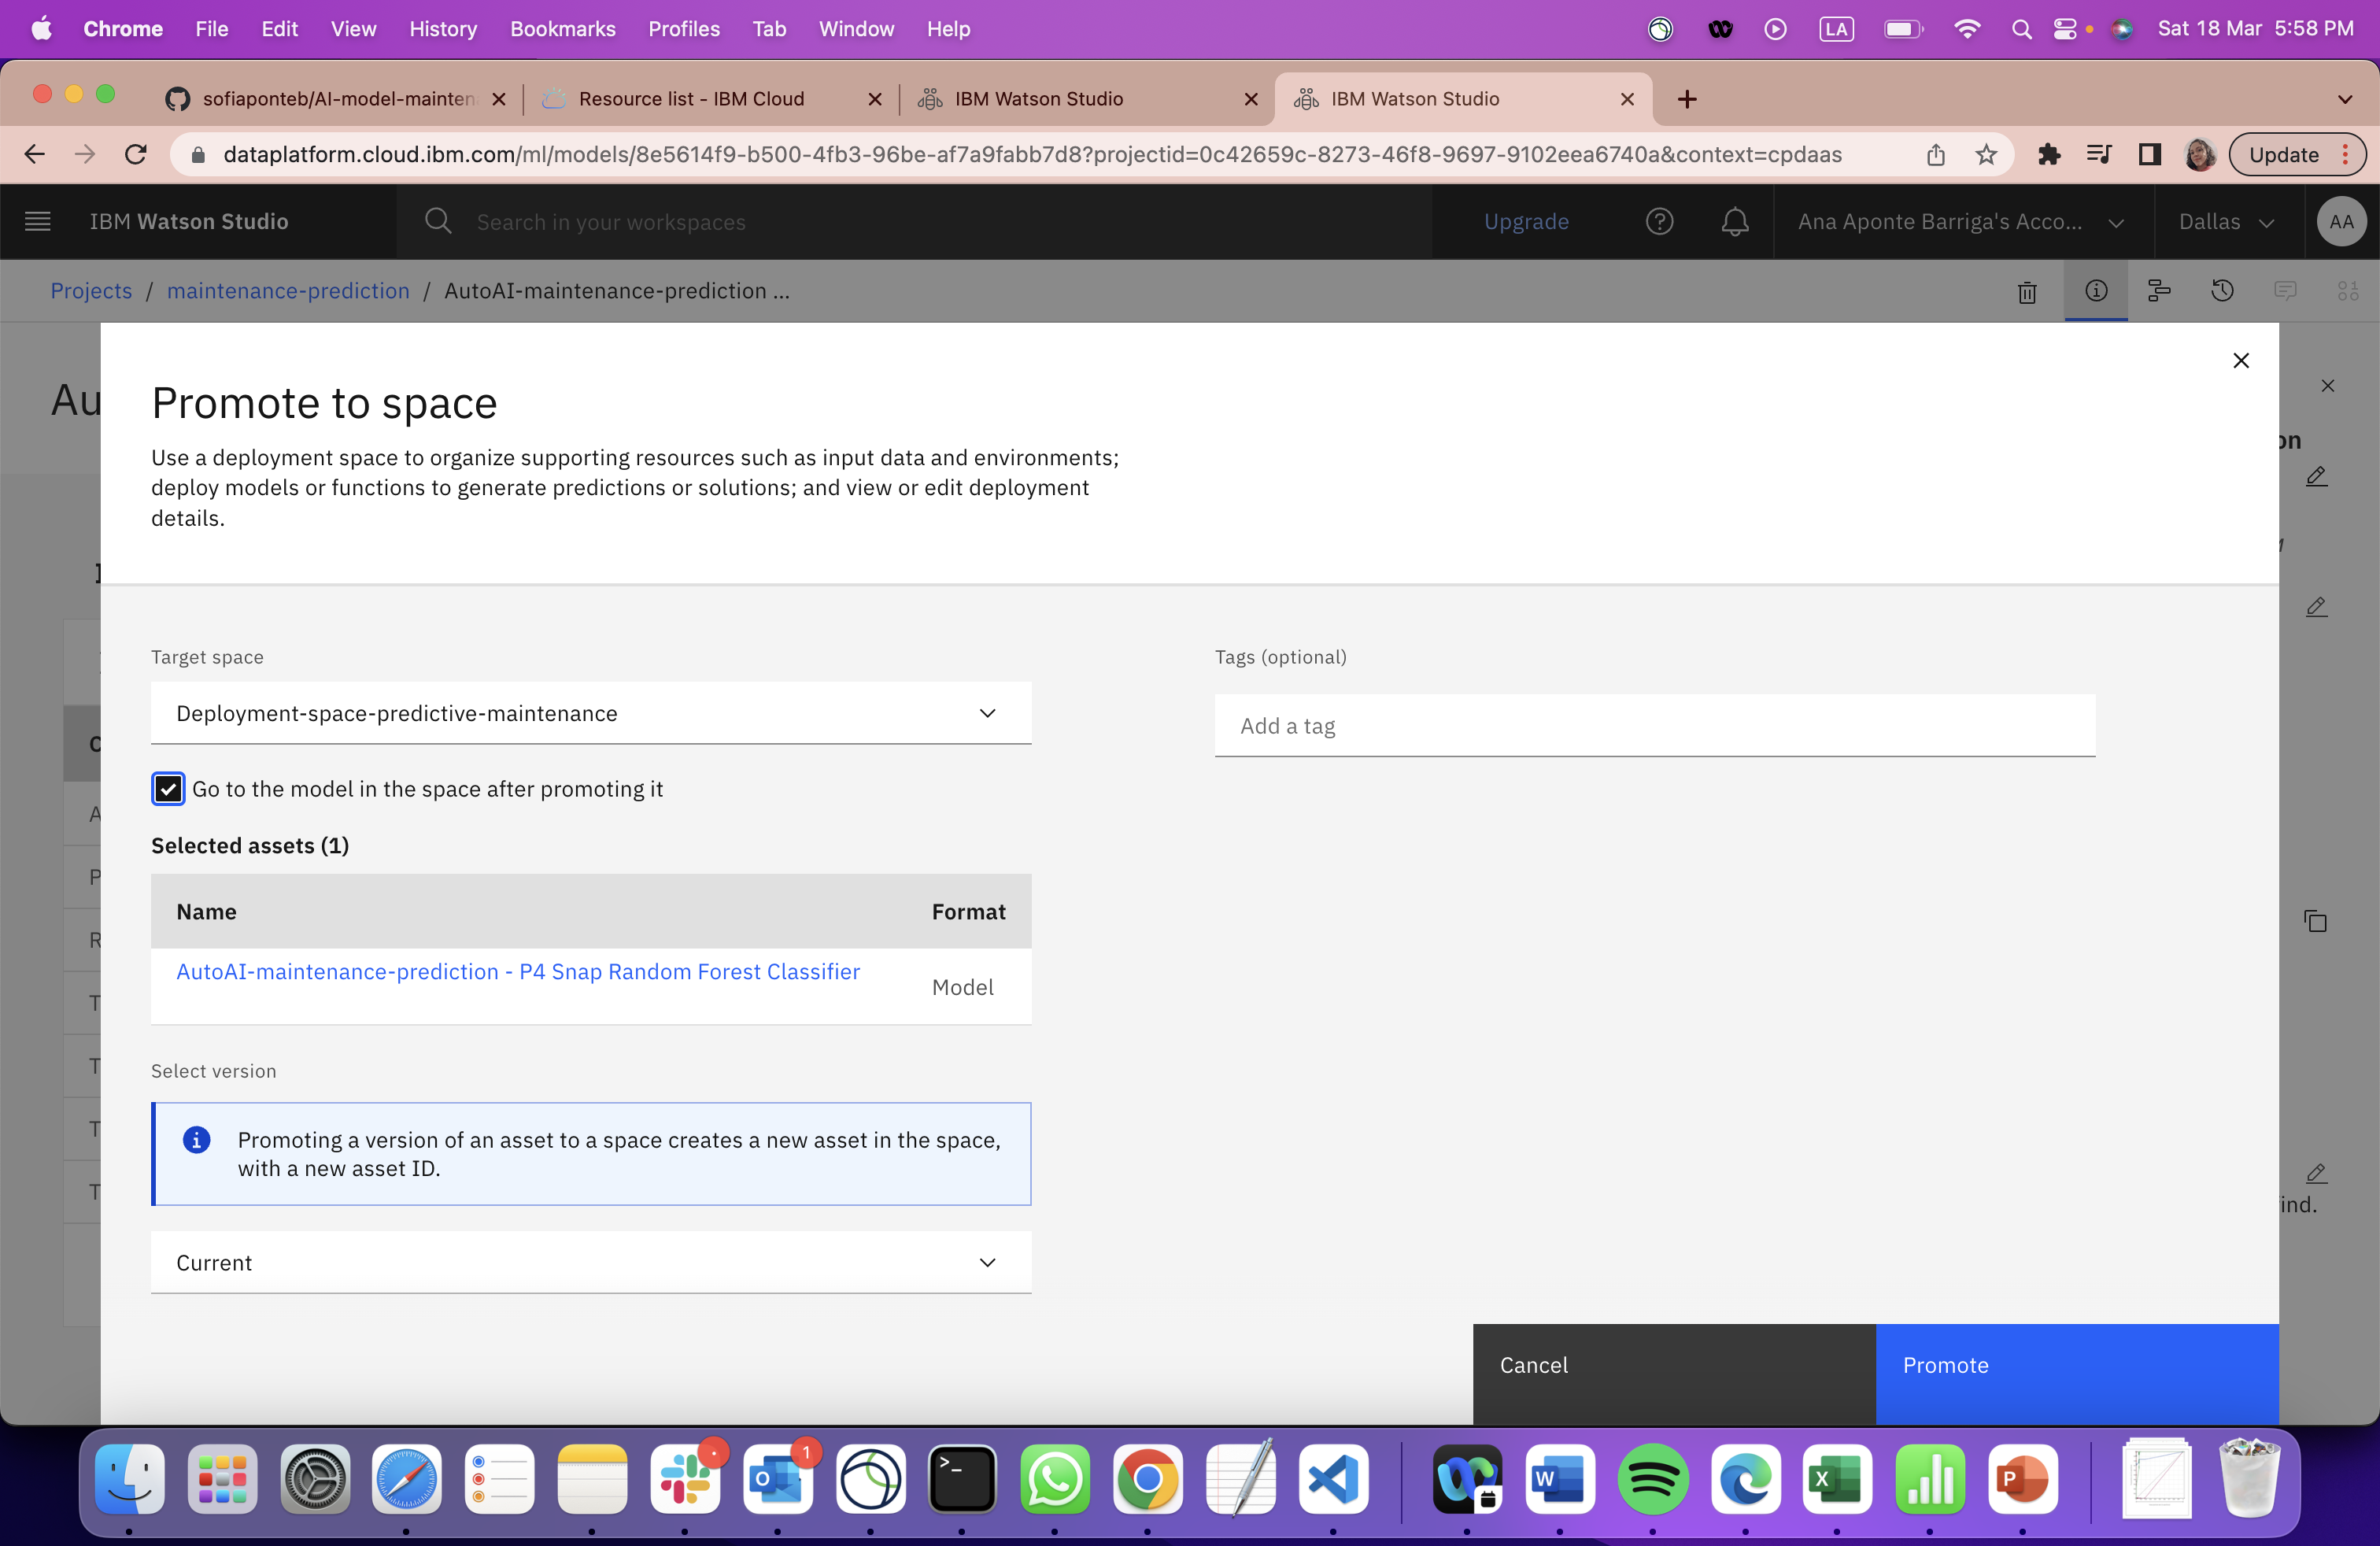 Chrome File Edit View History Bookmarks Profiles Tab Window Help LA Sat 18 Mar 5:58 PM
sofiaponteb/AI-model-mainten Resource list - IBM Cloud IBM Watson Studio IBM Watson Studio
dataplatform.cloud.ibm.com/ml/models/8e5614f9-b500-4fb3-96be-af7a9fabb7d8?projectid=0c42659c-8273-46f8-9697-9102eea6740a&context=cpdaas Update
IBM Watson Studio Search in your workspaces Upgrade Ana Aponte Barriga's Acco... Dallas AA
Projects / maintenance-prediction / AutoAI-maintenance-prediction ...
Au
Promote to space
Use a deployment space to organize supporting resources such as input data and environments;
deploy models or functions to generate predictions or solutions; and view or edit deployment
details.
on
Target space
Deployment-space-predictive-maintenance
Go to the model in the space after promoting it
Selected assets (1)
Name Format
AutoAI-maintenance-prediction - P4 Snap Random Forest Classifier
Model
Select version
Promoting a version of an asset to a space creates a new asset in the space,
with a new asset ID.
Current
Tags (optional)
Add a tag
A
P
R
T
T
T
T
ind.
Cancel Promote
1